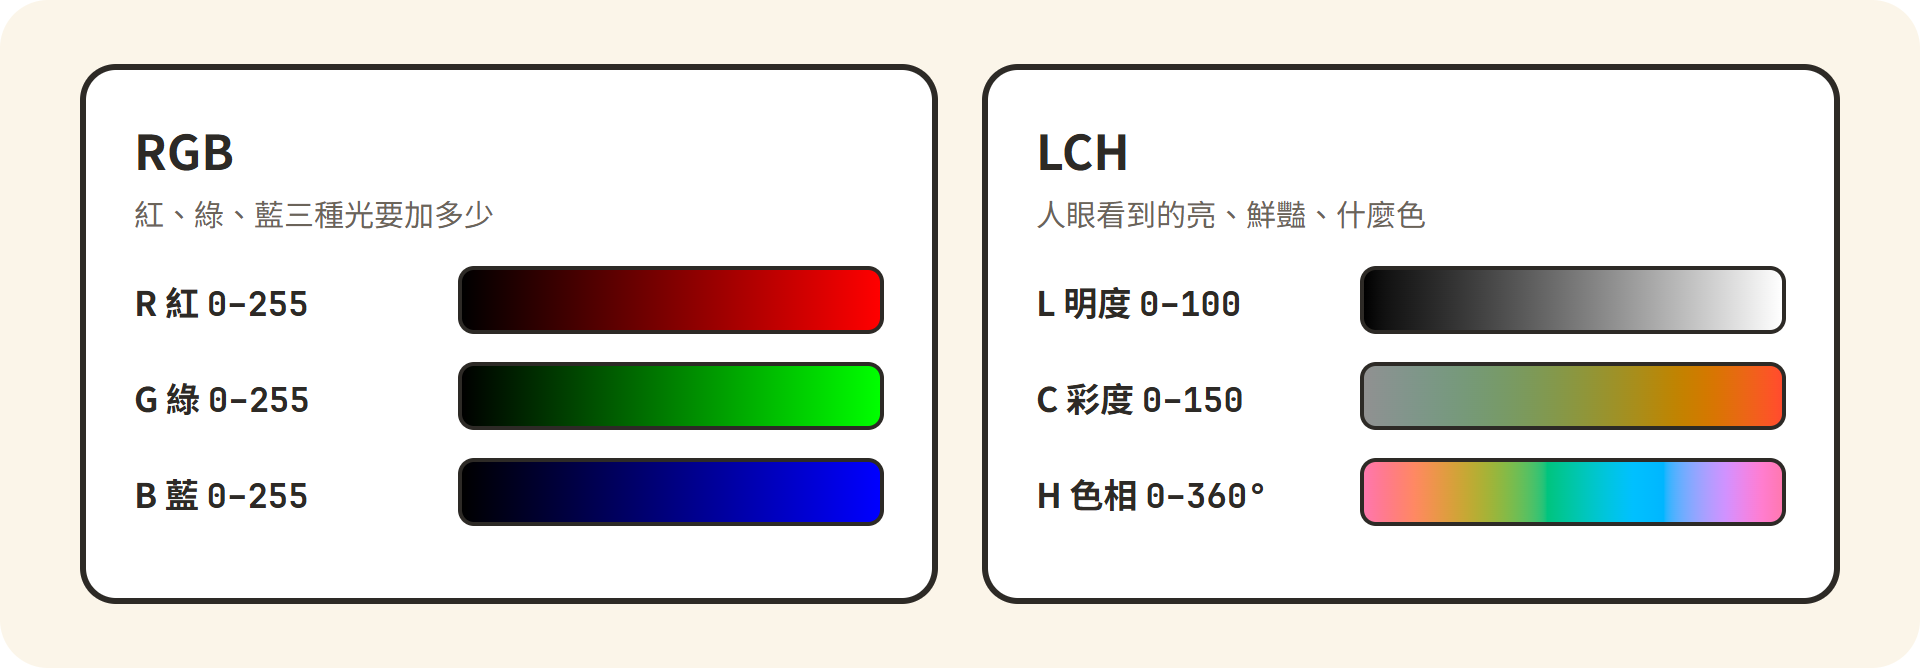 RGB
紅、綠、藍三種光要加多少
R 紅 0–255
G 綠 0–255
B 藍 0–255
LCH
人眼看到的亮、鮮豔、什麼色
L 明度 0–100
C 彩度 0–150
H 色相 0–360°